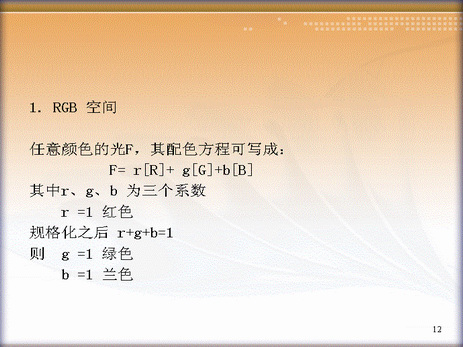 1. RGB 空间
任意颜色的光F，其配色方程可写成：
F= r[R]+ g[G]+b[B]
其中r、g、b 为三个系数
r =1 红色
规格化之后 r+g+b=1
则 g =1 绿色
b =1 兰色
12